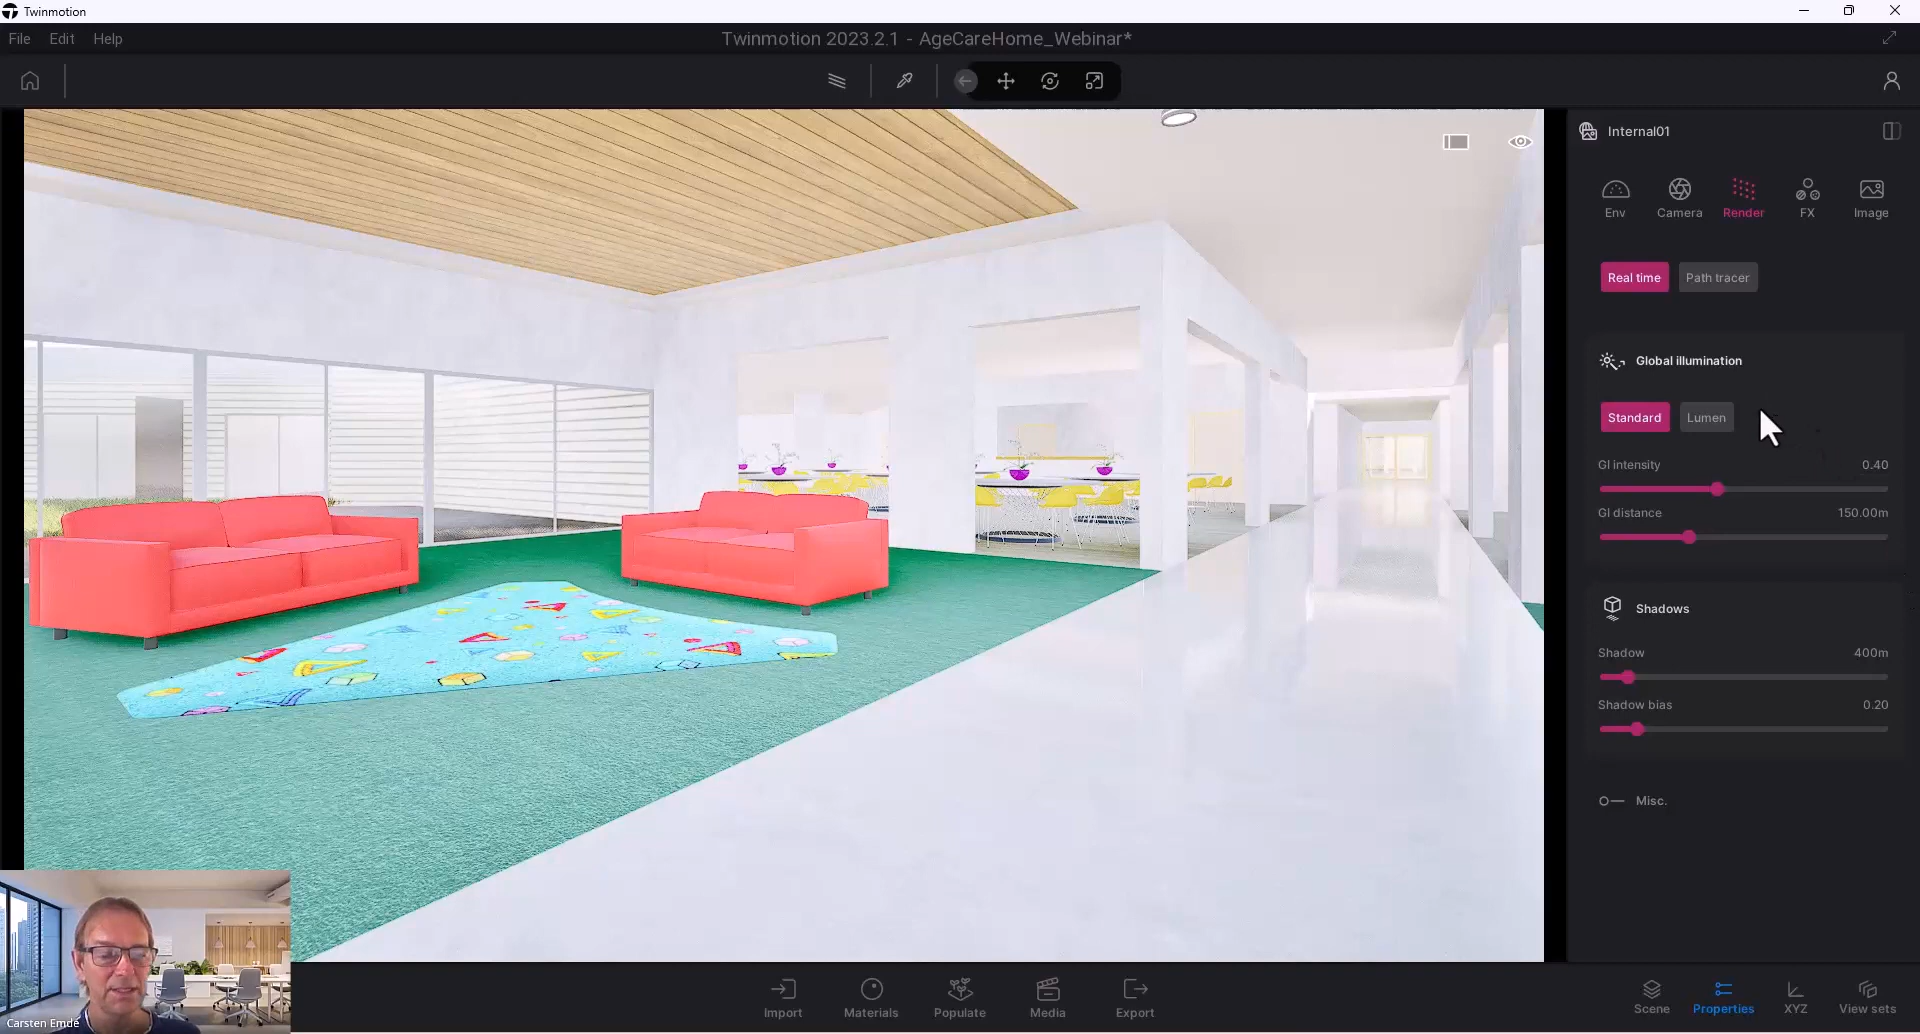 Twinmotion
File Edit Help
Twinmotion 2023.2.1 - AgeCareHome_Webinar*
Internal01
Env Camera Render FX Image
Real time Path tracer
Global illumination
Standard Lumen
GI intensity 0.40
GI distance 150.00m
Shadows
Shadow 400m
Shadow bias 0.20
Misc.
Carsten Emde
Import Materials Populate Media Export
Scene Properties XYZ View sets